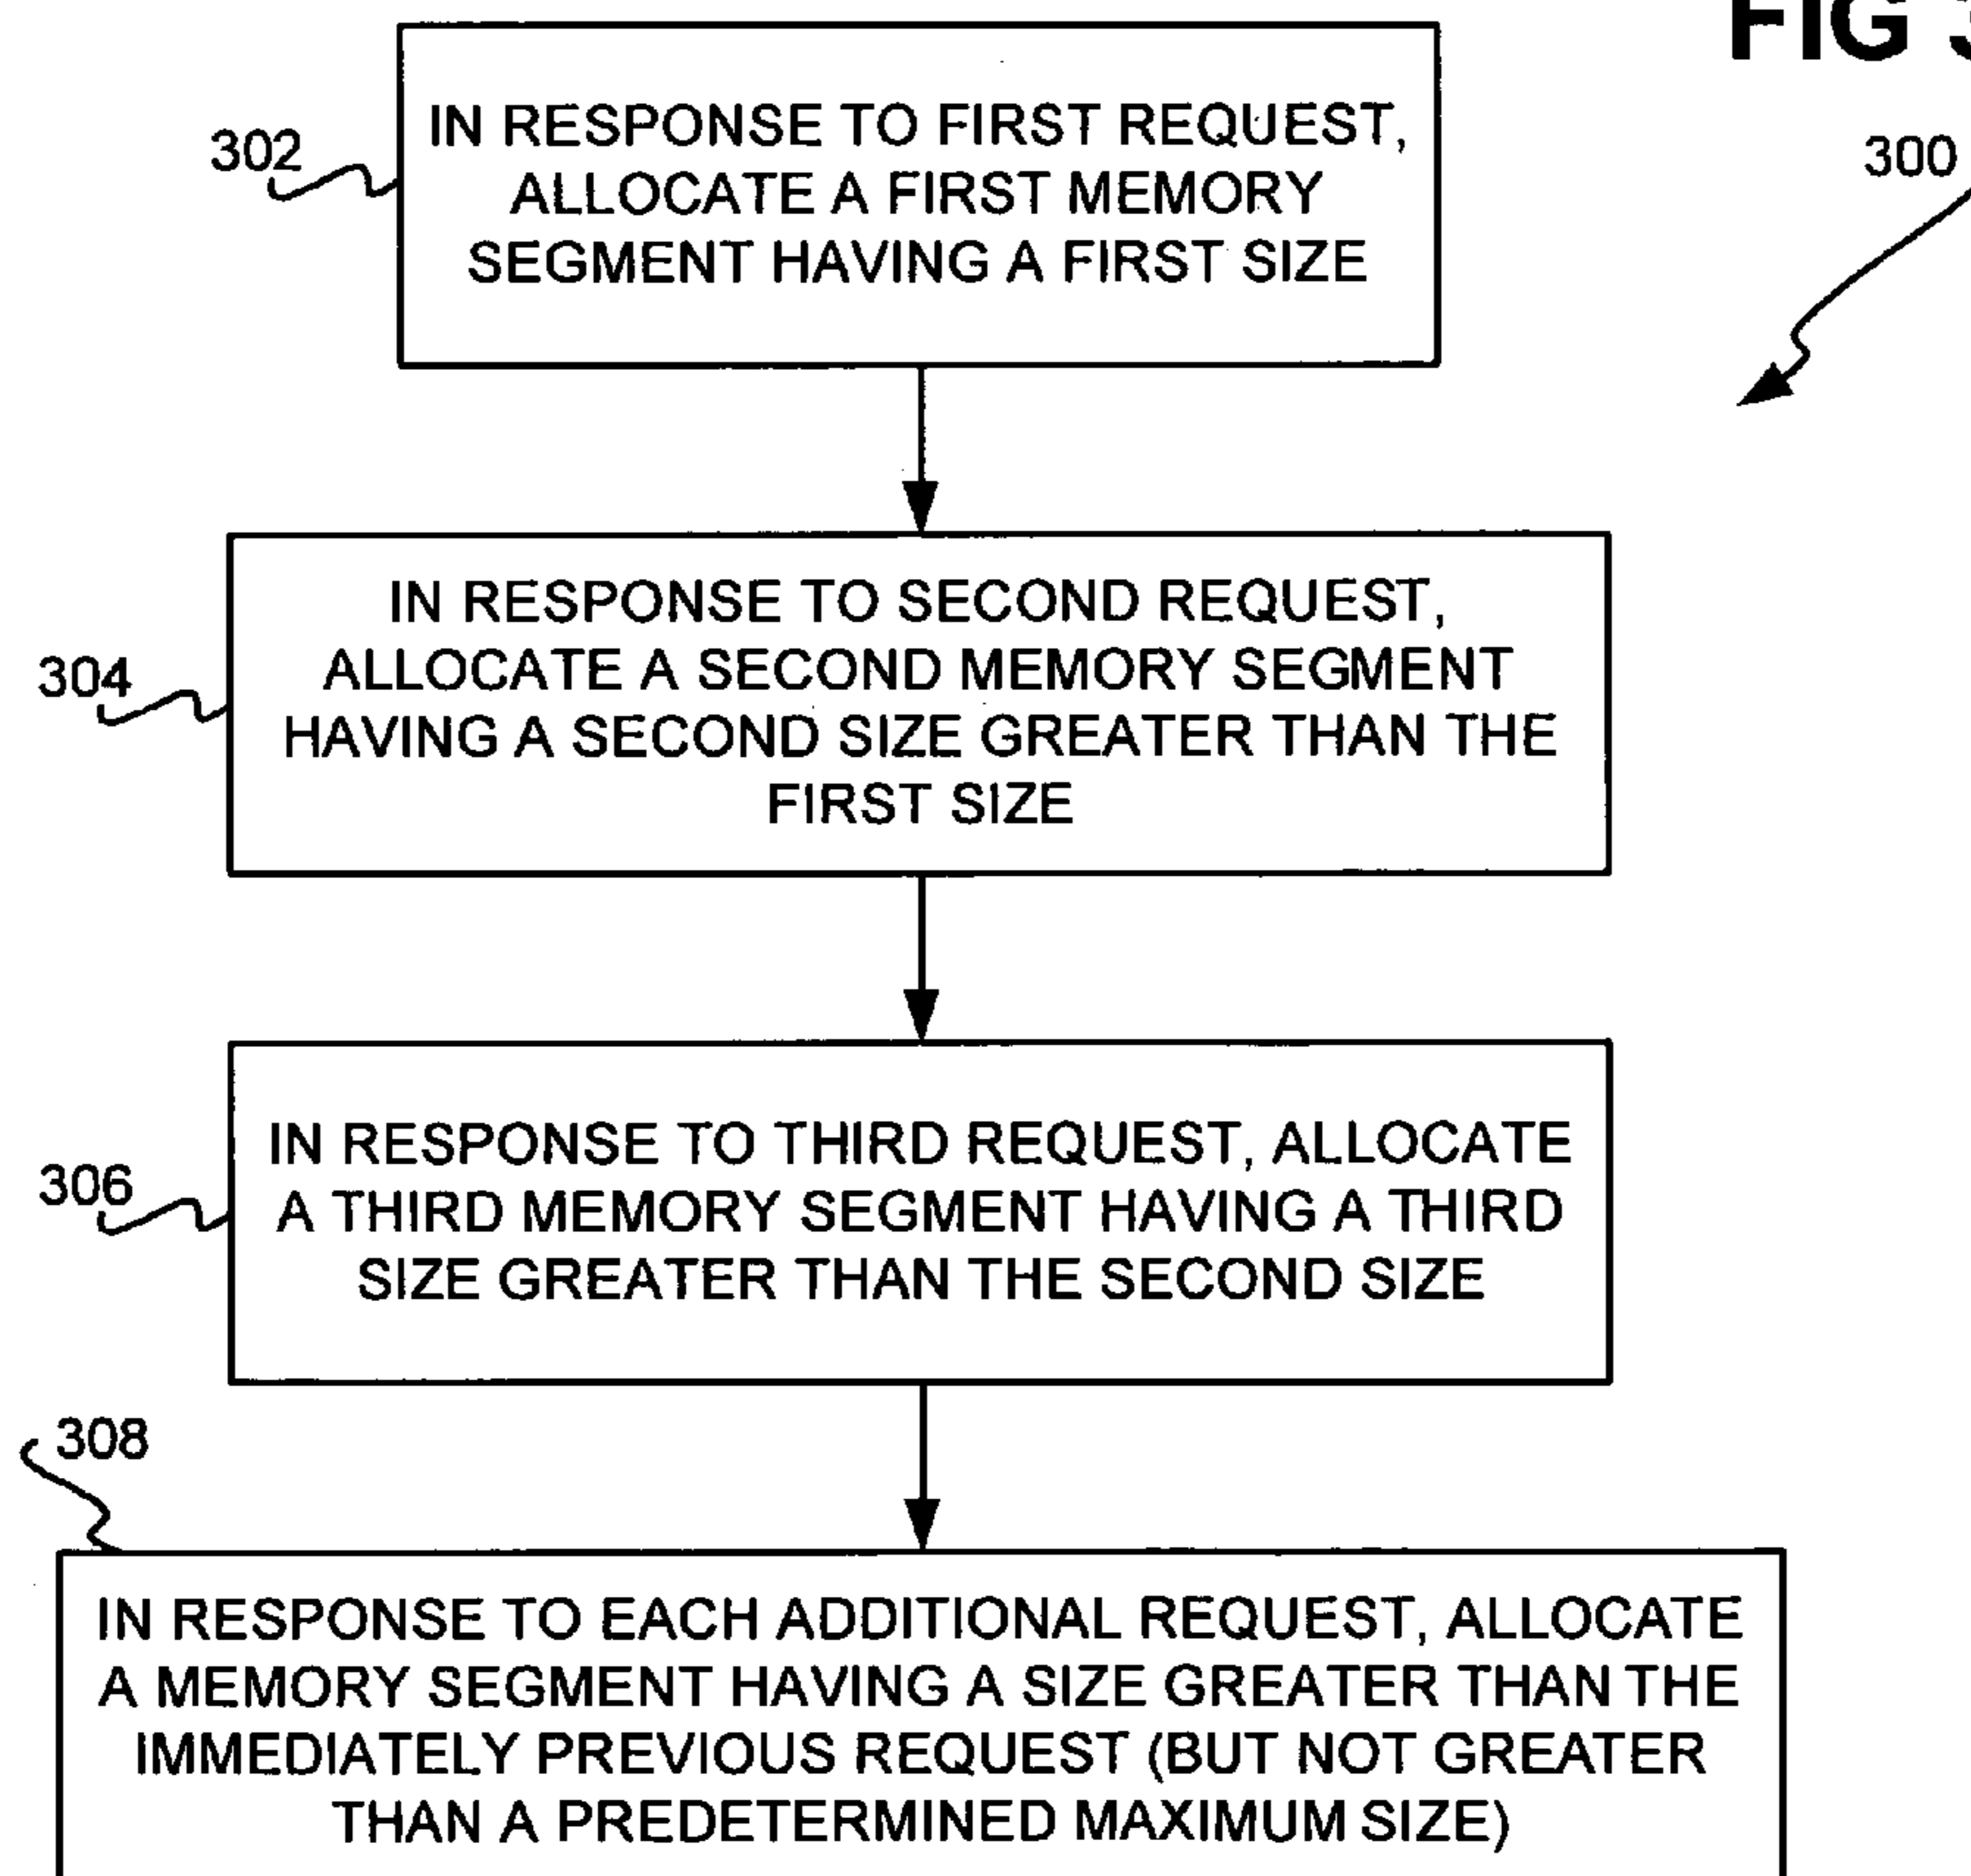 FIG 3
300
302
IN RESPONSE TO FIRST REQUEST,
ALLOCATE A FIRST MEMORY
SEGMENT HAVING A FIRST SIZE
304
IN RESPONSE TO SECOND REQUEST,
ALLOCATE A SECOND MEMORY SEGMENT
HAVING A SECOND SIZE GREATER THAN THE
FIRST SIZE
306
IN RESPONSE TO THIRD REQUEST, ALLOCATE
A THIRD MEMORY SEGMENT HAVING A THIRD
SIZE GREATER THAN THE SECOND SIZE
308
IN RESPONSE TO EACH ADDITIONAL REQUEST, ALLOCATE
A MEMORY SEGMENT HAVING A SIZE GREATER THAN THE
IMMEDIATELY PREVIOUS REQUEST (BUT NOT GREATER
THAN A PREDETERMINED MAXIMUM SIZE)